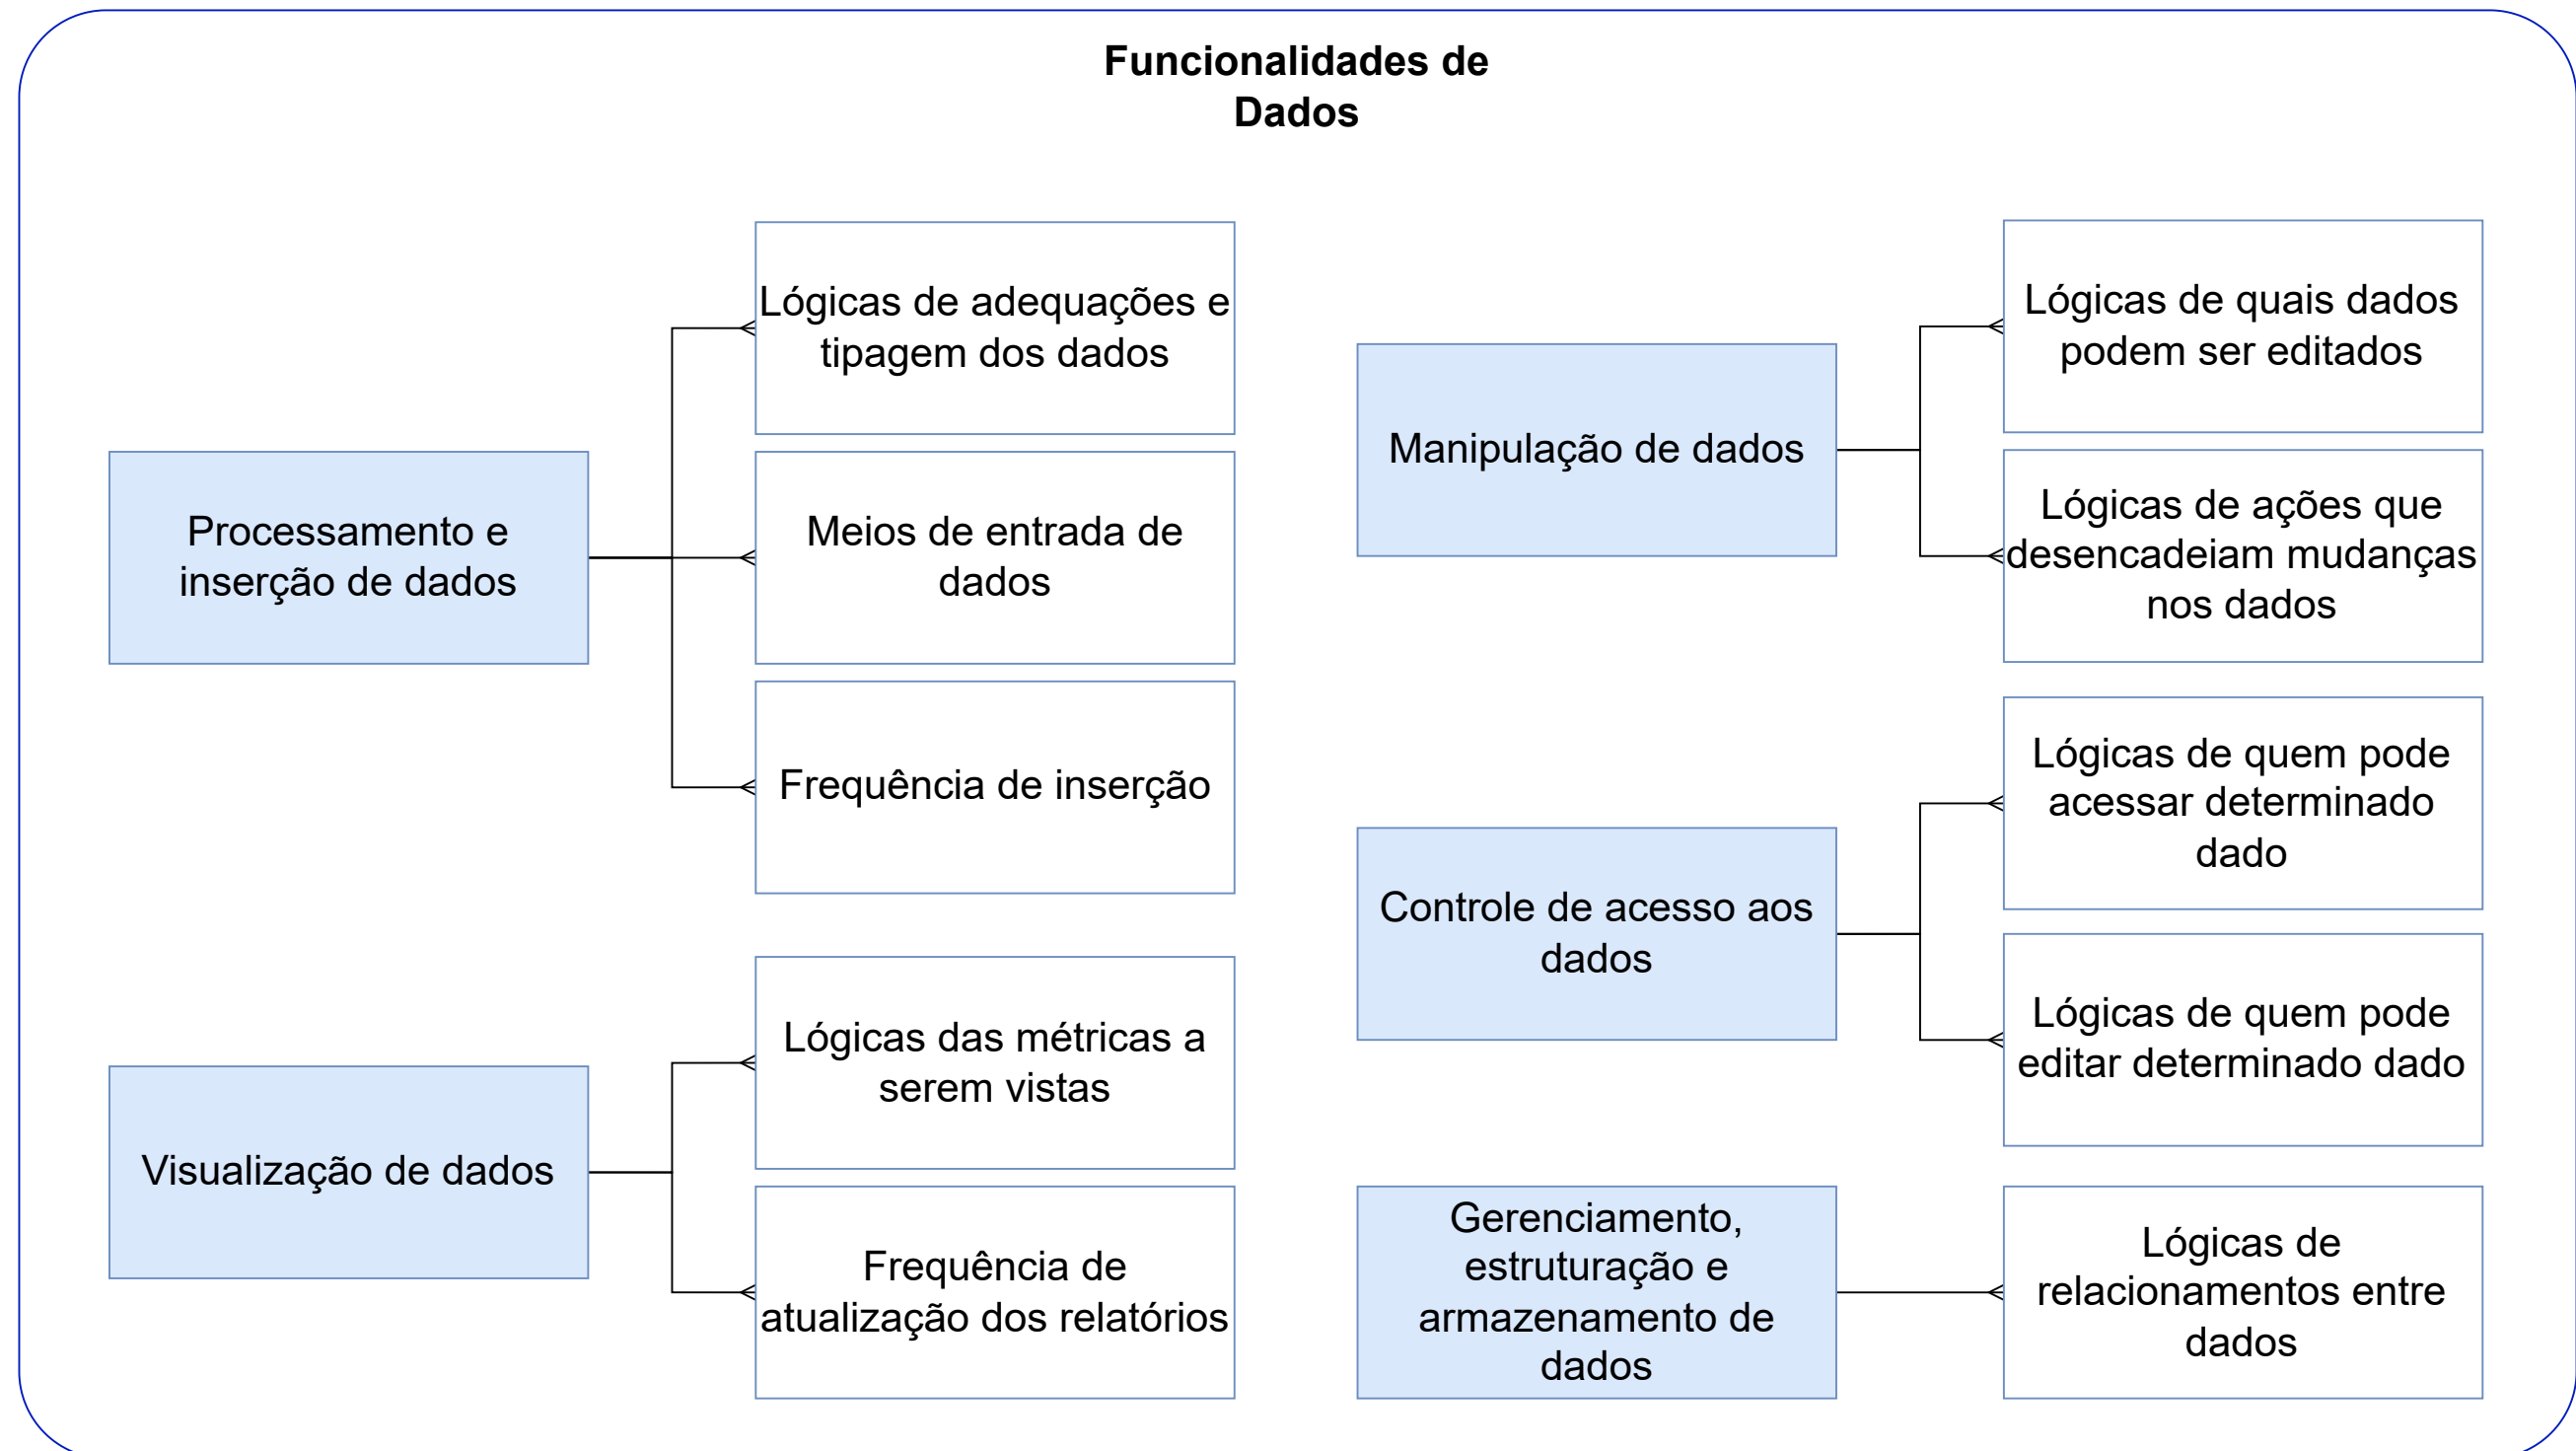 Funcionalidades de
Dados
Processamento e
inserção de dados
Lógicas de adequações e
tipagem dos dados
Meios de entrada de
dados
Frequência de inserção
Visualização de dados
Lógicas das métricas a
serem vistas
Frequência de
atualização dos relatórios
Manipulação de dados
Lógicas de quais dados
podem ser editados
Lógicas de ações que
desencadeiam mudanças
nos dados
Controle de acesso aos
dados
Lógicas de quem pode
acessar determinado
dado
Lógicas de quem pode
editar determinado dado
Gerenciamento,
estruturação e
armazenamento de
dados
Lógicas de
relacionamentos entre
dados